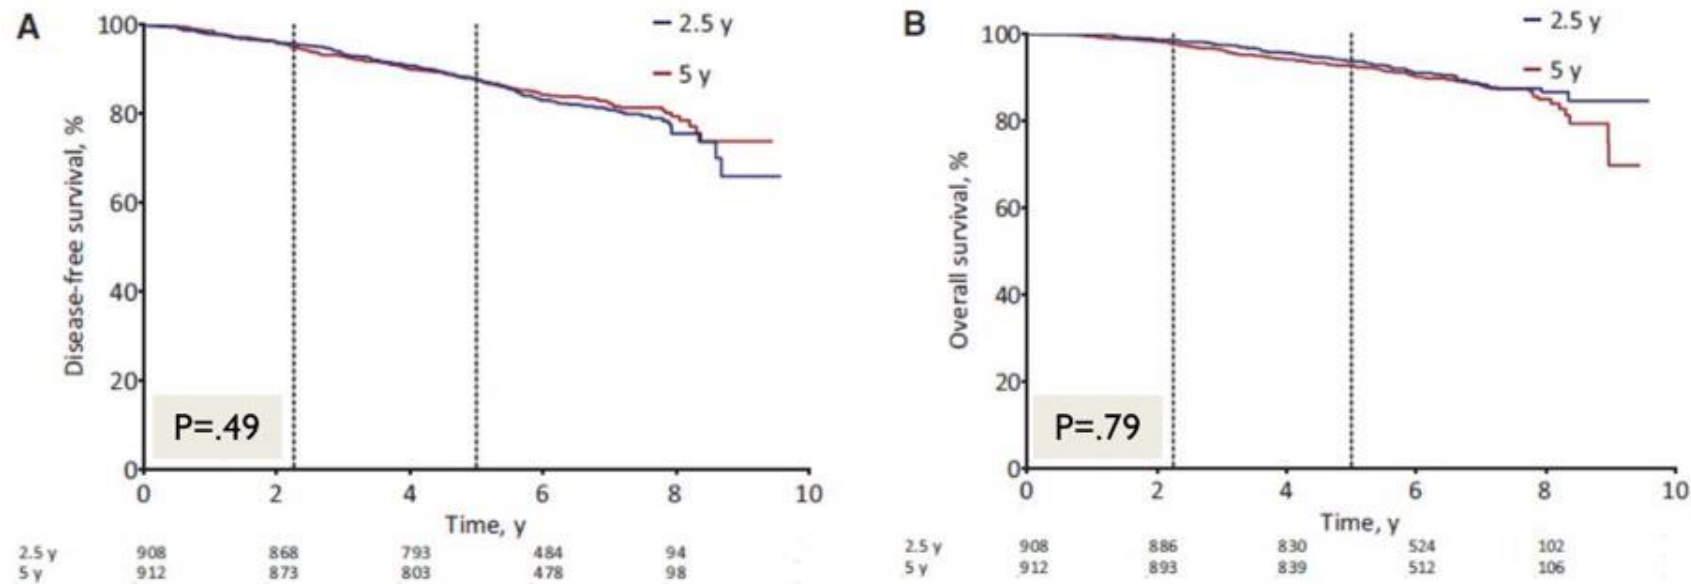 A
Disease-free survival, %
100
80
60
40
20
0
2.5 y
5 y
P=.49
0 2 4 6 8 10
Time, y
2.5 y 908 868 793 484 94
5 y 912 873 803 478 98
B
Overall survival, %
100
80
60
40
20
0
2.5 y
5 y
P=.79
0 2 4 6 8 10
Time, y
2.5 y 908 886 830 524 102
5 y 912 893 839 512 106